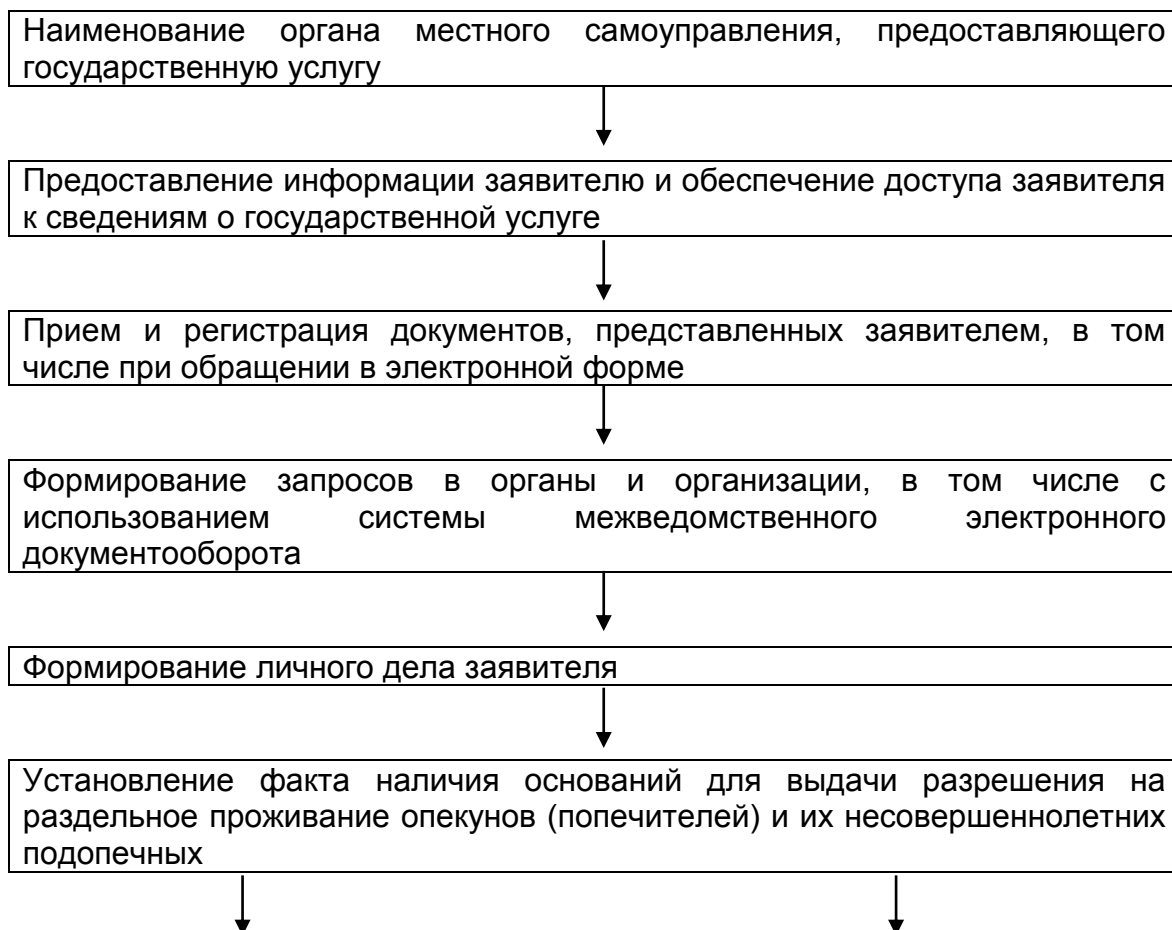 Наименование органа местного самоуправления, предоставляющего
государственную услугу
Предоставление информации заявителю и обеспечение доступа заявителя
к сведениям о государственной услуге
Прием и регистрация документов, представленных заявителем, в том
числе при обращении в электронной форме
Формирование запросов в органы и организации, в том числе с
использованием системы межведомственного электронного
документооборота
Формирование личного дела заявителя
Установление факта наличия оснований для выдачи разрешения на
раздельное проживание опекунов (попечителей) и их несовершеннолетних
подопечных